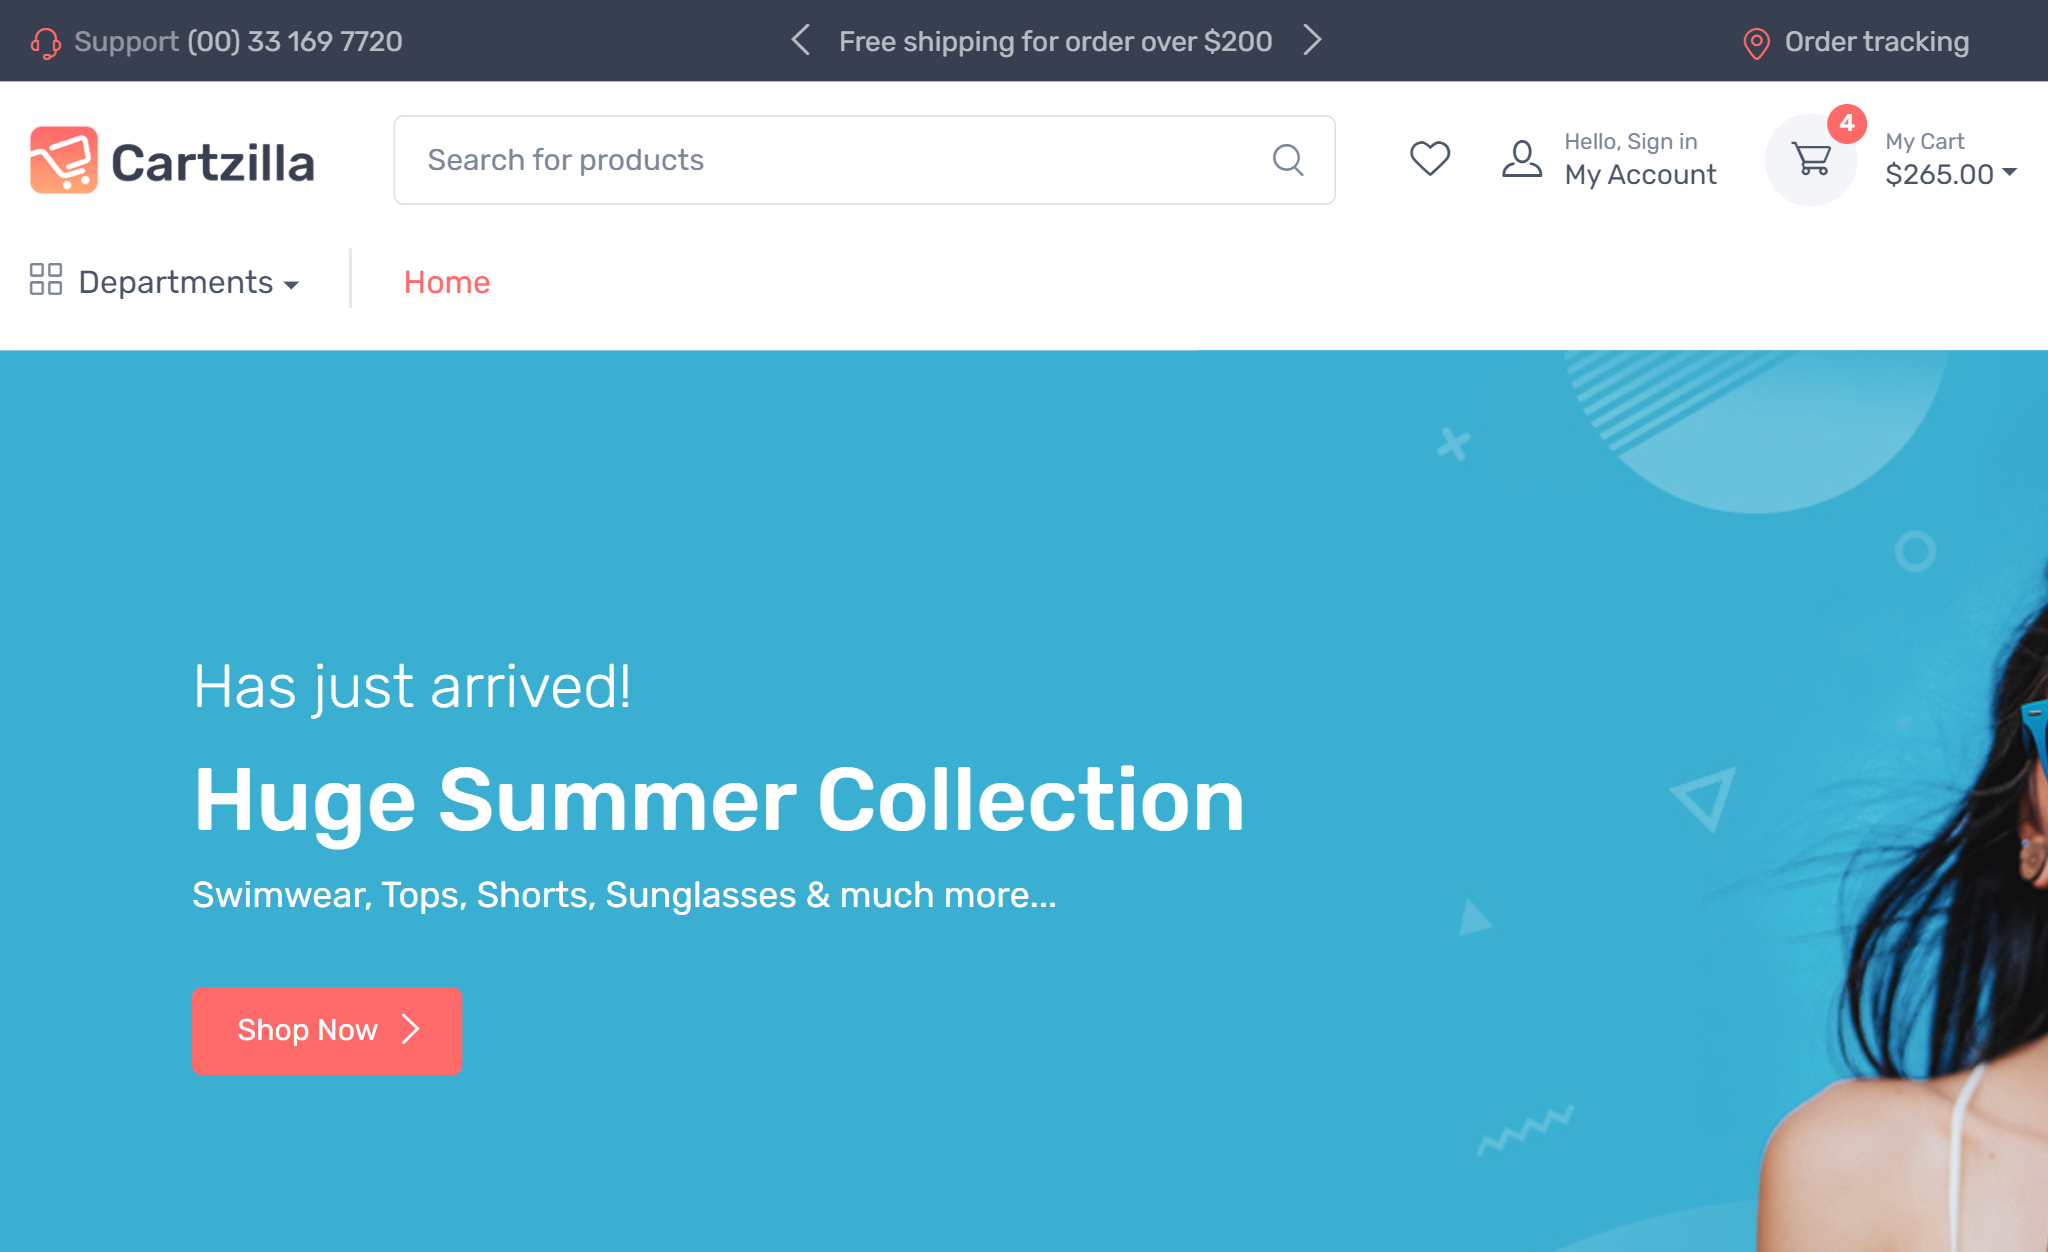 Support (00) 33 169 7720
Free shipping for order over $200
Order tracking
Cartzilla
Search for products
Hello, Sign in
My Account
4
My Cart
$265.00
Departments
Home
Has just arrived!
Huge Summer Collection
Swimwear, Tops, Shorts, Sunglasses & much more...
Shop Now